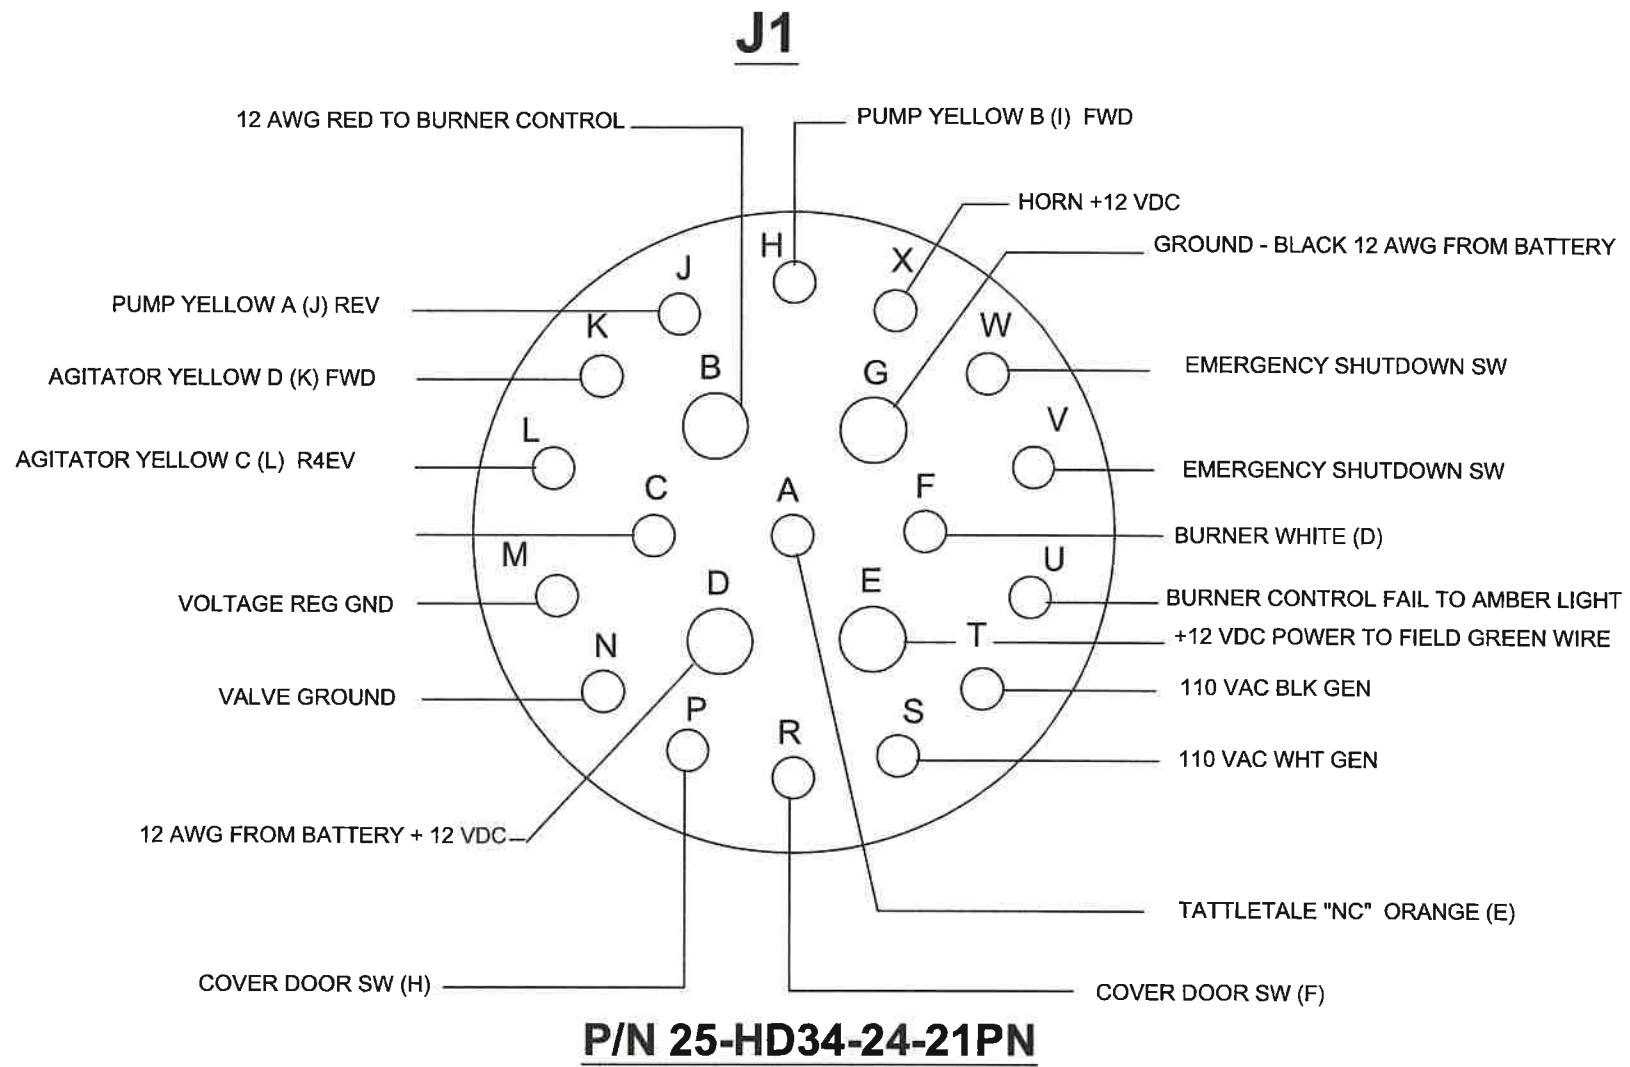 J1
12 AWG RED TO BURNER CONTROL
PUMP YELLOW B (I) FWD
HORN +12 VDC
GROUND - BLACK 12 AWG FROM BATTERY
H
X
J
PUMP YELLOW A (J) REV
K
W
B
G
EMERGENCY SHUTDOWN SW
AGITATOR YELLOW D (K) FWD
L
V
AGITATOR YELLOW C (L) R4EV
EMERGENCY SHUTDOWN SW
C
A
F
BURNER WHITE (D)
M
U
D
E
VOLTAGE REG GND
BURNER CONTROL FAIL TO AMBER LIGHT
T
+12 VDC POWER TO FIELD GREEN WIRE
N
VALVE GROUND
110 VAC BLK GEN
P
R
S
110 VAC WHT GEN
12 AWG FROM BATTERY + 12 VDC
TATTLETALE "NC" ORANGE (E)
COVER DOOR SW (H)
COVER DOOR SW (F)
P/N 25-HD34-24-21PN